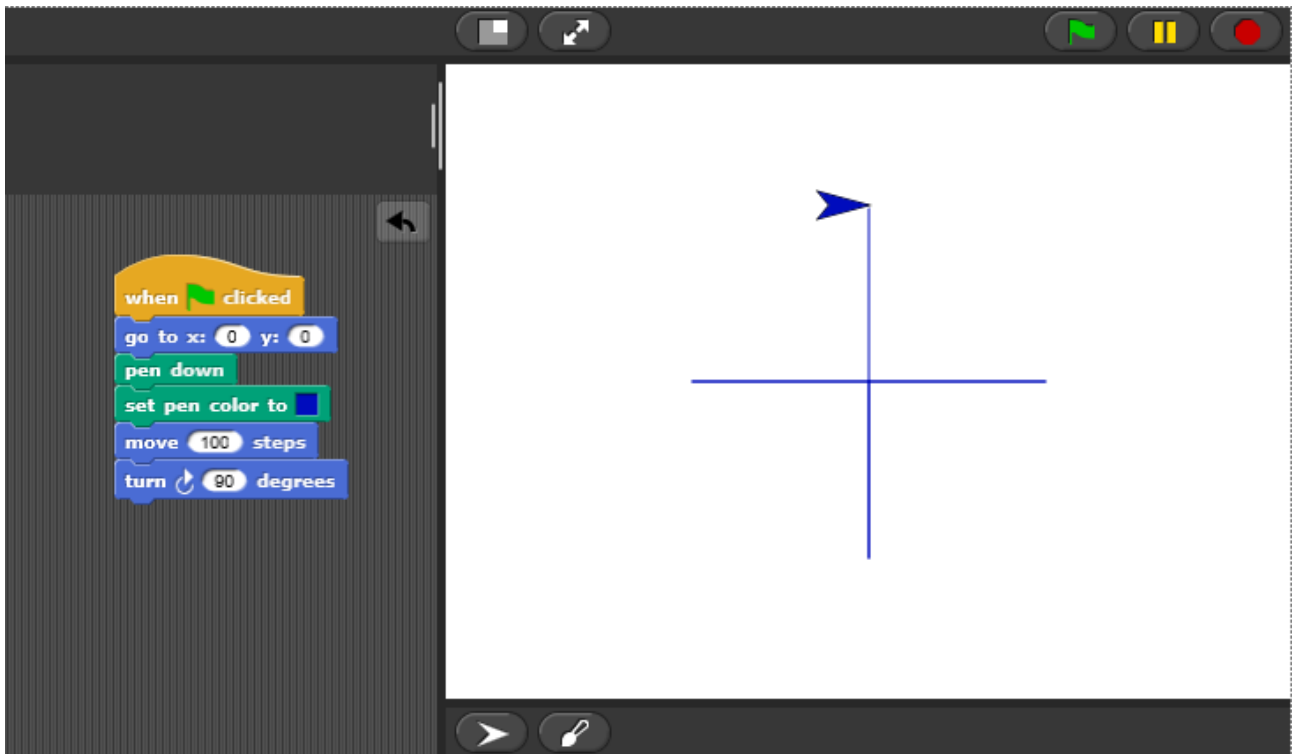 when clicked
go to x: 0 y: 0
pen down
set pen color to
move 100 steps
turn 90 degrees